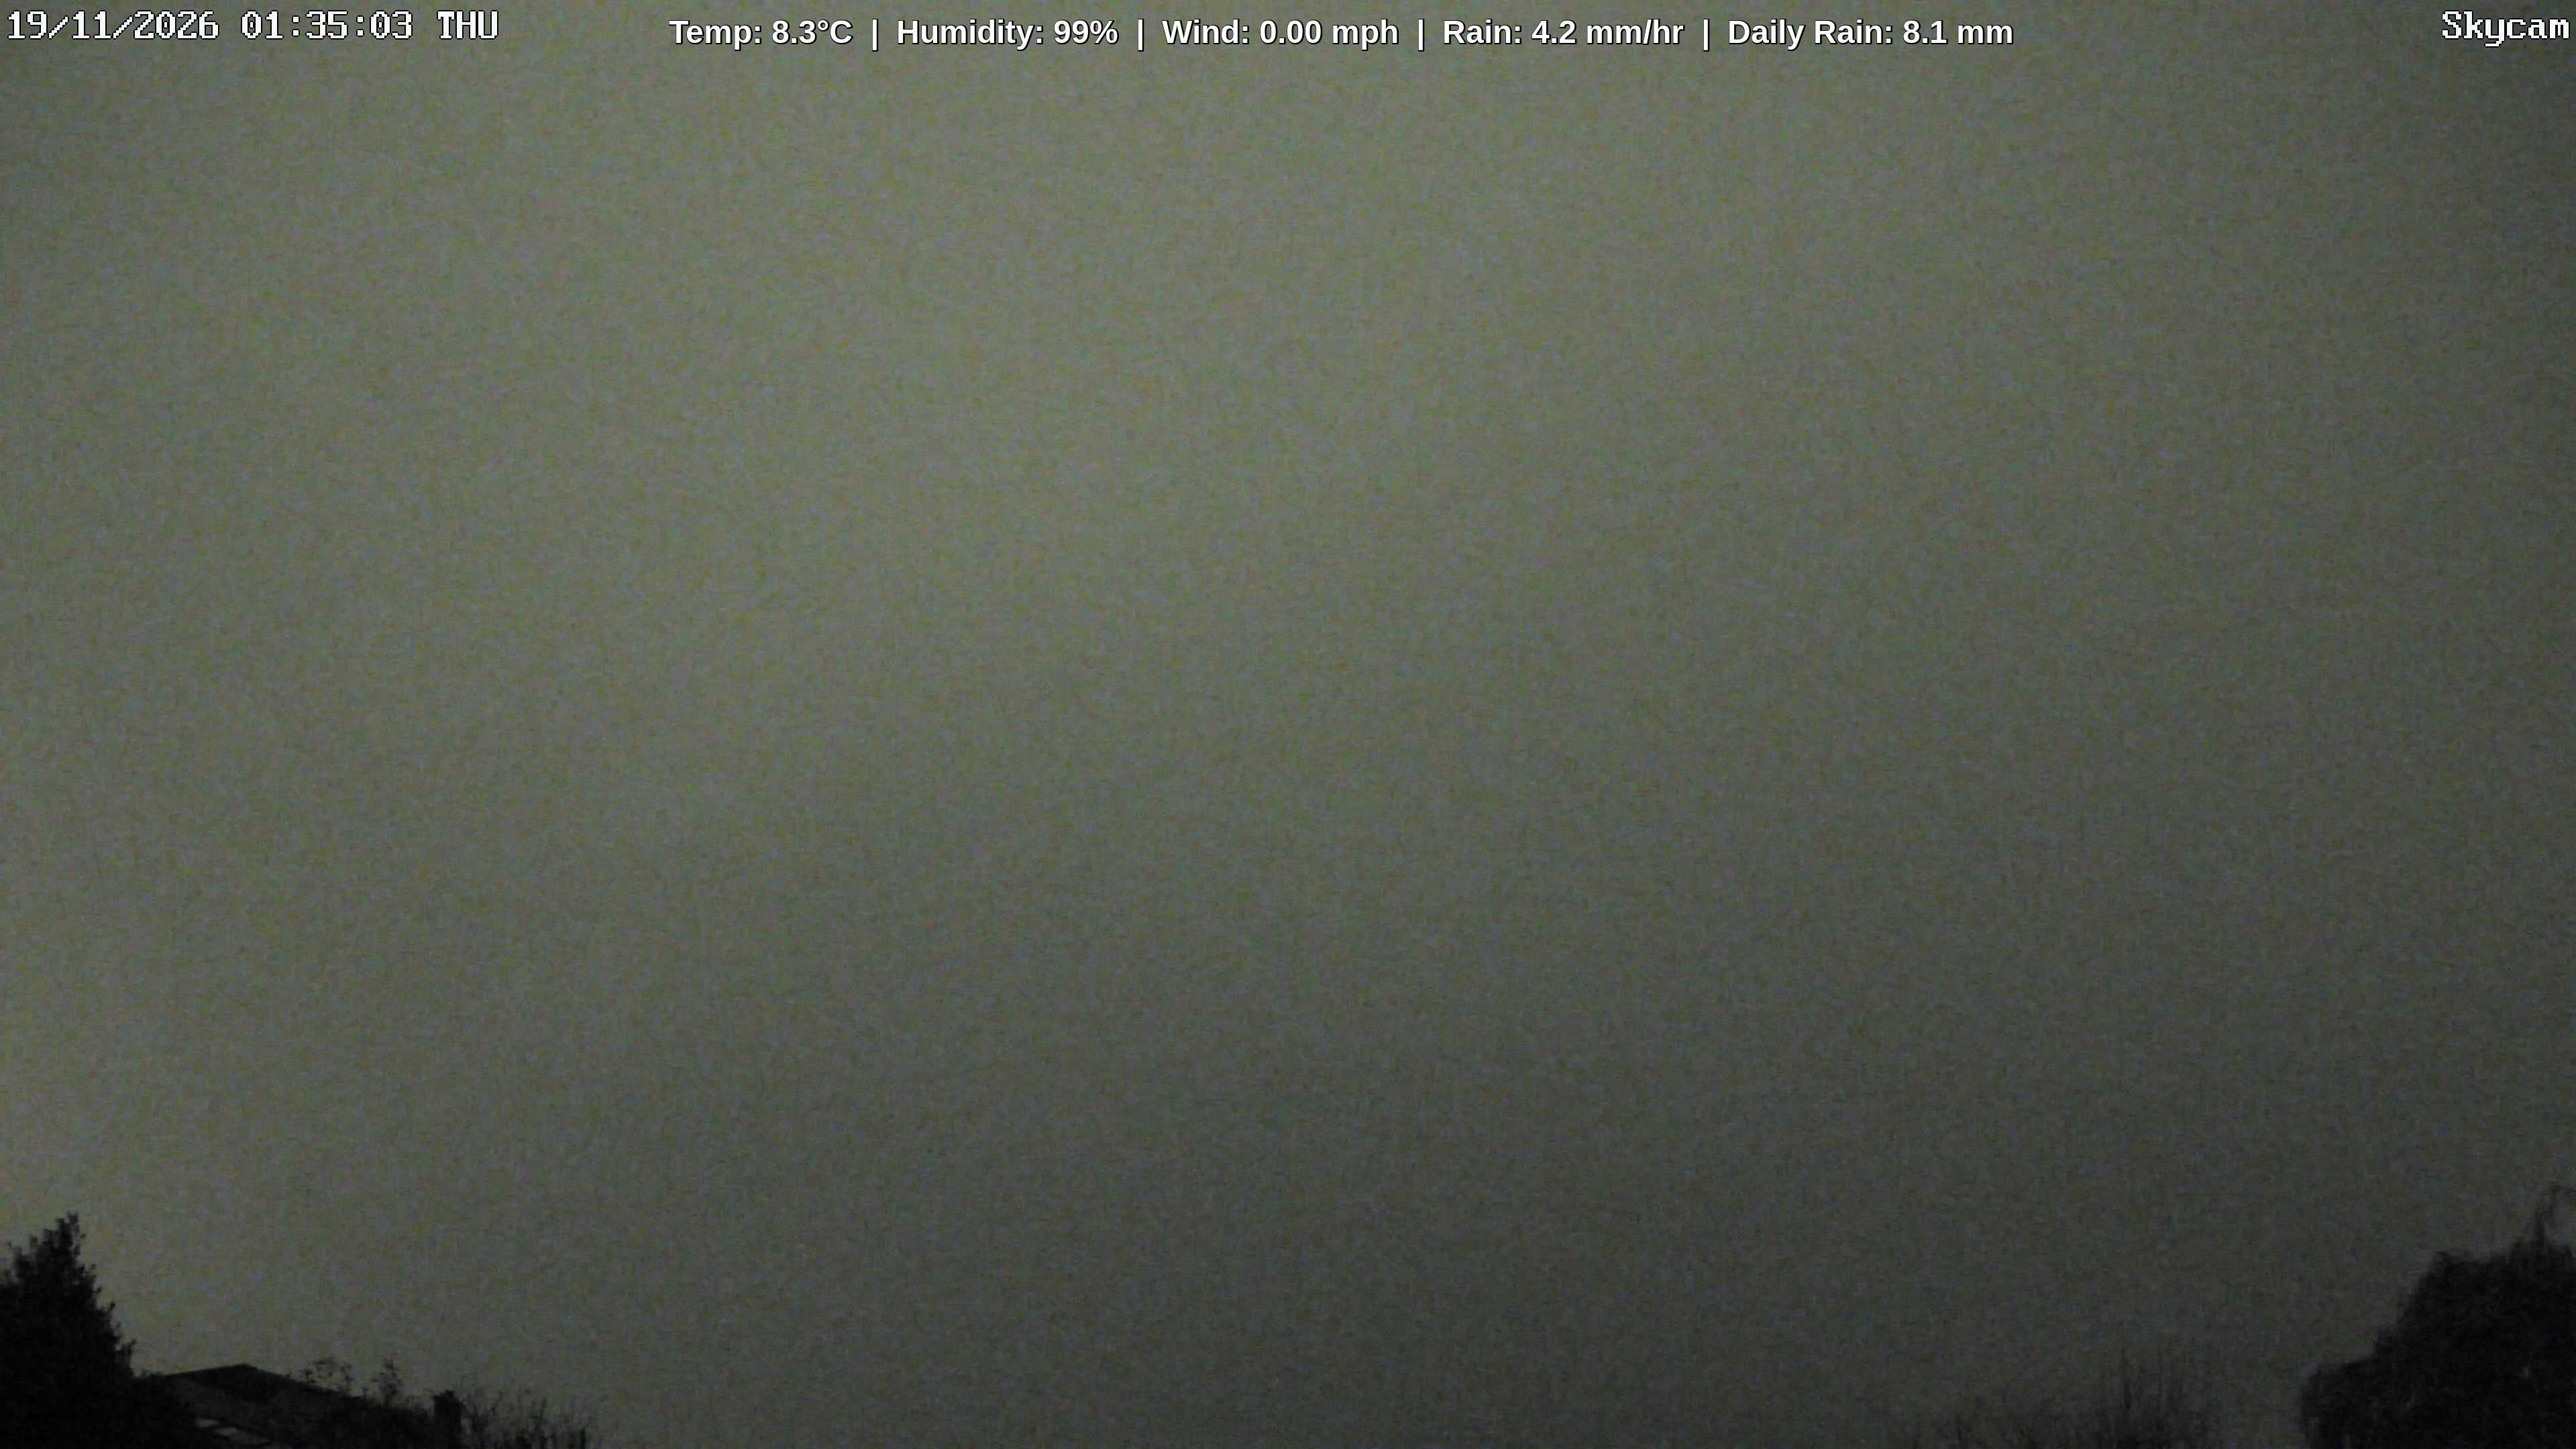 19/11/2026 01:35:03 THU
Temp: 8.3°C | Humidity: 99% | Wind: 0.00 mph | Rain: 4.2 mm/hr | Daily Rain: 8.1 mm
Skycam